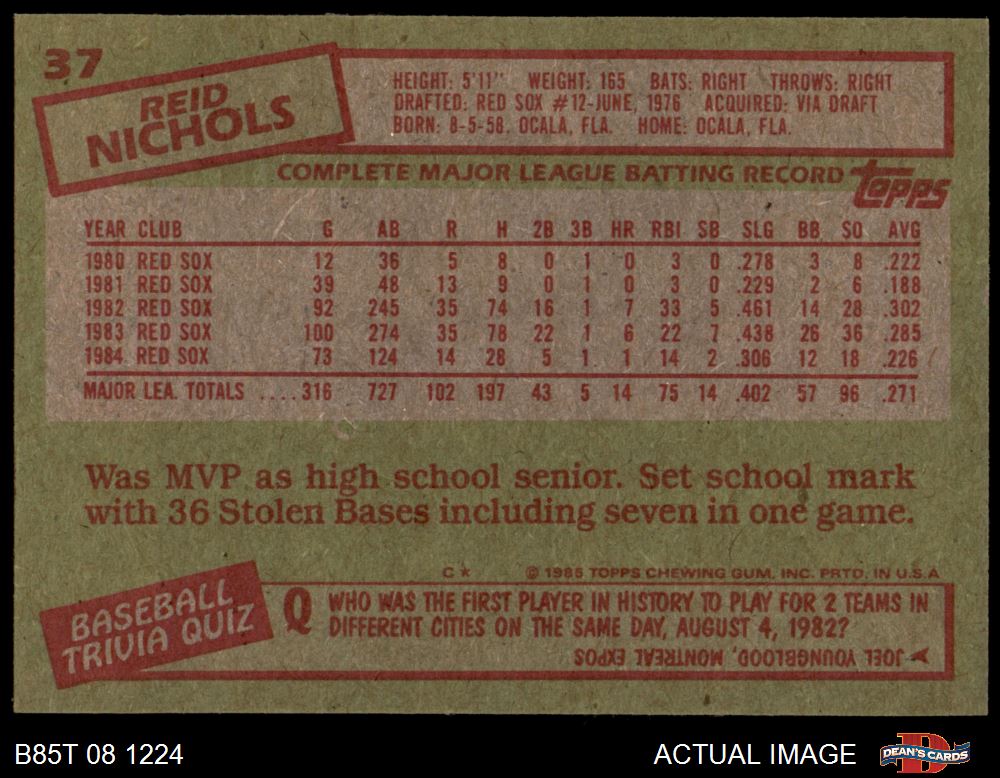 37
REID
NICHOLS
HEIGHT: 5'11" WEIGHT: 165 BATS: RIGHT THROWS: RIGHT
DRAFTED: RED SOX #12-JUNE, 1976 ACQUIRED: VIA DRAFT
BORN: 8-5-58, OCALA, FLA. HOME: OCALA, FLA.
COMPLETE MAJOR LEAGUE BATTING RECORD topps
YEAR CLUB G AB R H 2B 3B HR RBI SB SLG BB SO AVG
1980 RED SOX 12 36 5 8 0 1 0 3 0 .278 3 8 .222
1981 RED SOX 39 48 13 9 0 1 0 3 0 .229 2 6 .188
1982 RED SOX 92 245 35 74 16 1 7 33 5 .461 14 28 .302
1983 RED SOX 100 274 35 78 22 1 6 22 7 .438 26 36 .285
1984 RED SOX 73 124 14 28 5 1 1 14 2 .306 12 18 .226
MAJOR LEA. TOTALS .... 316 727 102 197 43 5 14 75 14 .402 57 96 .271
Was MVP as high school senior. Set school mark
with 36 Stolen Bases including seven in one game.
C* © 1985 TOPPS CHEWING GUM, INC. PRTD. IN U.S.A.
BASEBALL
TRIVIA QUIZ
Q WHO WAS THE FIRST PLAYER IN HISTORY TO PLAY FOR 2 TEAMS IN
DIFFERENT CITIES ON THE SAME DAY, AUGUST 4, 1982?
A—JOEL YOUNGBLOOD, MONTREAL EXPOS
B85T 08 1224
ACTUAL IMAGE
D
DEAN'S CARDS